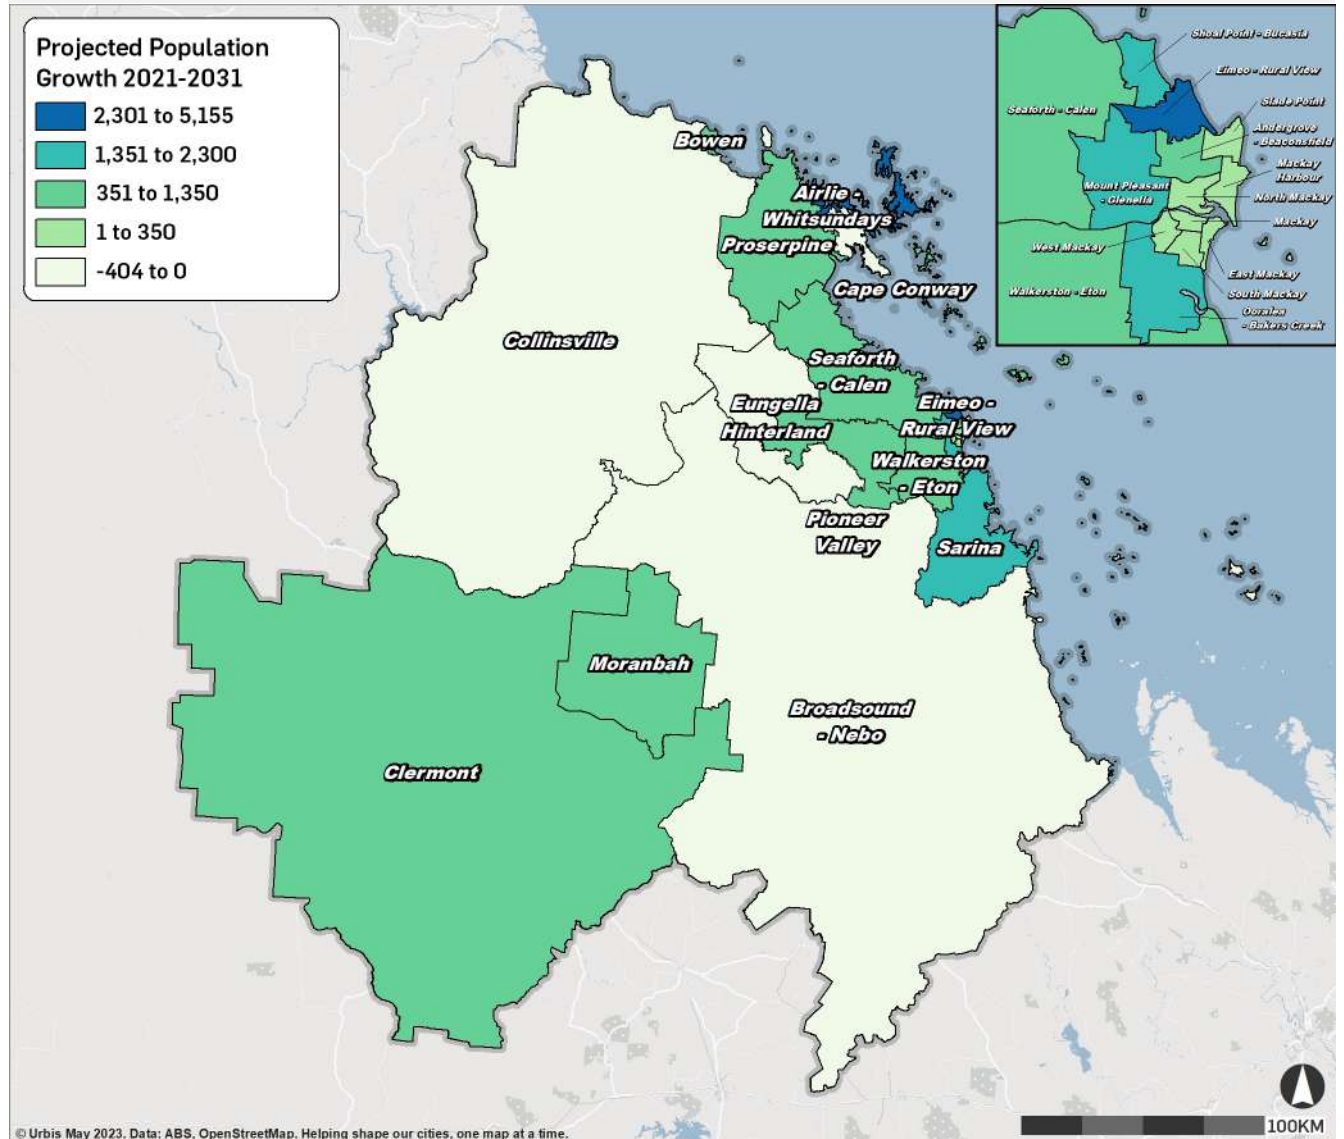 Projected Population
Growth 2021-2031
2,301 to 5,155
1,351 to 2,300
351 to 1,350
1 to 350
-404 to 0
Shoal Point - Bucasia
Eimeo - Rural View
Slade Point
Seaforth - Calen
Andergrove
- Beaconsfield
Mackay
Harbour
Mount Pleasant
- Glenella
North Mackay
Mackay
West Mackay
East Mackay
Walkerston - Eton
South Mackay
Ooralea
- Bakers Creek
Bowen
Airlie -
Whitsundays
Proserpine
Cape Conway
Collinsville
Seaforth
- Calen
Eungella
Hinterland
Eimeo -
Rural View
Walkerston
- Eton
Pioneer
Valley
Sarina
Moranbah
Broadsound
- Nebo
Clermont
100KM
© Urbis May 2023. Data: ABS, OpenStreetMap. Helping shape our cities, one map at a time.